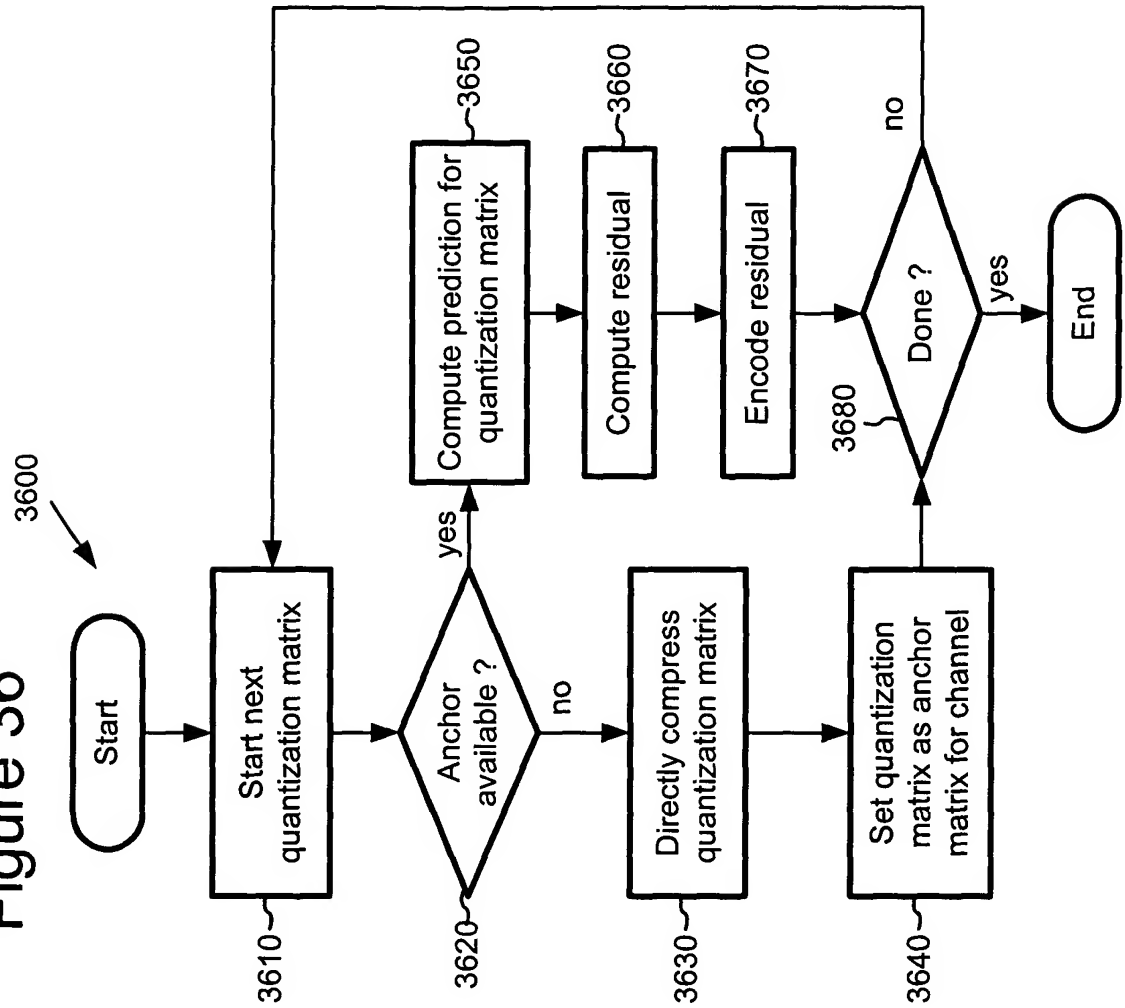 Figure 36
3600
Start
3610
Start next
quantization matrix
3620
Anchor
available ?
yes
no
3630
Directly compress
quantization matrix
3640
Set quantization
matrix as anchor
matrix for channel
3650
Compute prediction for
quantization matrix
3660
Compute residual
3670
Encode residual
3680
Done ?
no
yes
End